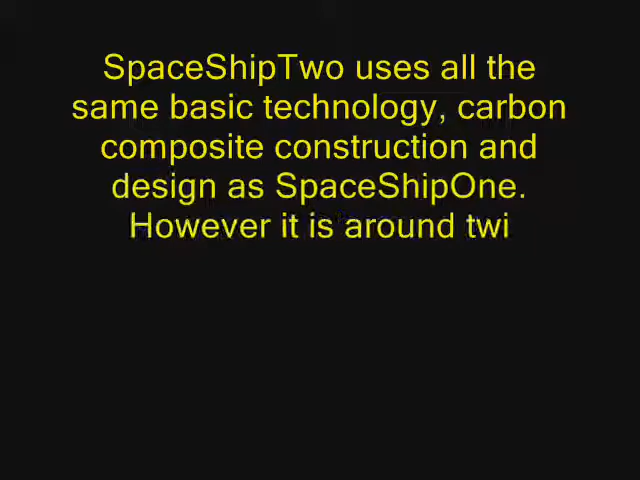 SpaceShipTwo uses all the
same basic technology, carbon
composite construction and
design as SpaceShipOne.
However it is around twi